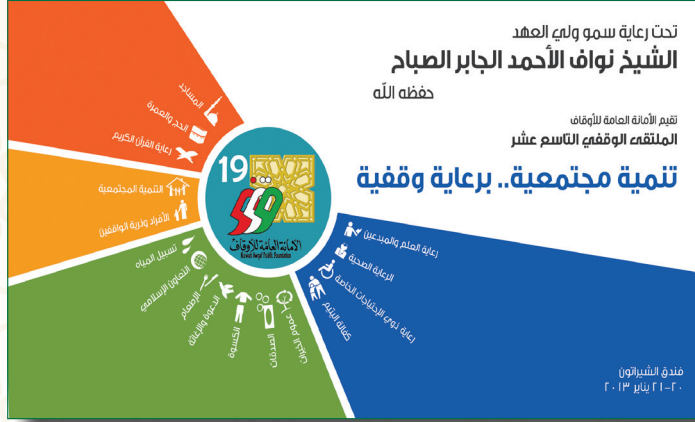 تحت رعاية سمو ولي العهد
الشيخ نواف الأحمد الجابر الصباح
حفظه الله
تقيم الأمانة العامة للأوقاف
الملتقى الوقفي التاسع عشر
تنمية مجتمعية.. برعاية وقفية
المساجد
الحج والعمرة
رعاية القرآن الكريم
التنمية المجتمعية
الأفراد وذرية الواقفين
تسبيل المياه
التعاون الإسلامي
الإطعام
الدعوة والإغاثة
الكسوة
الصدقات
عموم الخيرات
كفالة اليتيم
رعاية ذوي الإحتياجات الخاصة
الرعاية الصحية
رعاية العلم والمبدعين
19
الأمانة العامة للأوقاف
Kuwait Awqaf Public Foundation
فندق الشيراتون
٢٠-٢١ يناير ٢٠١٣